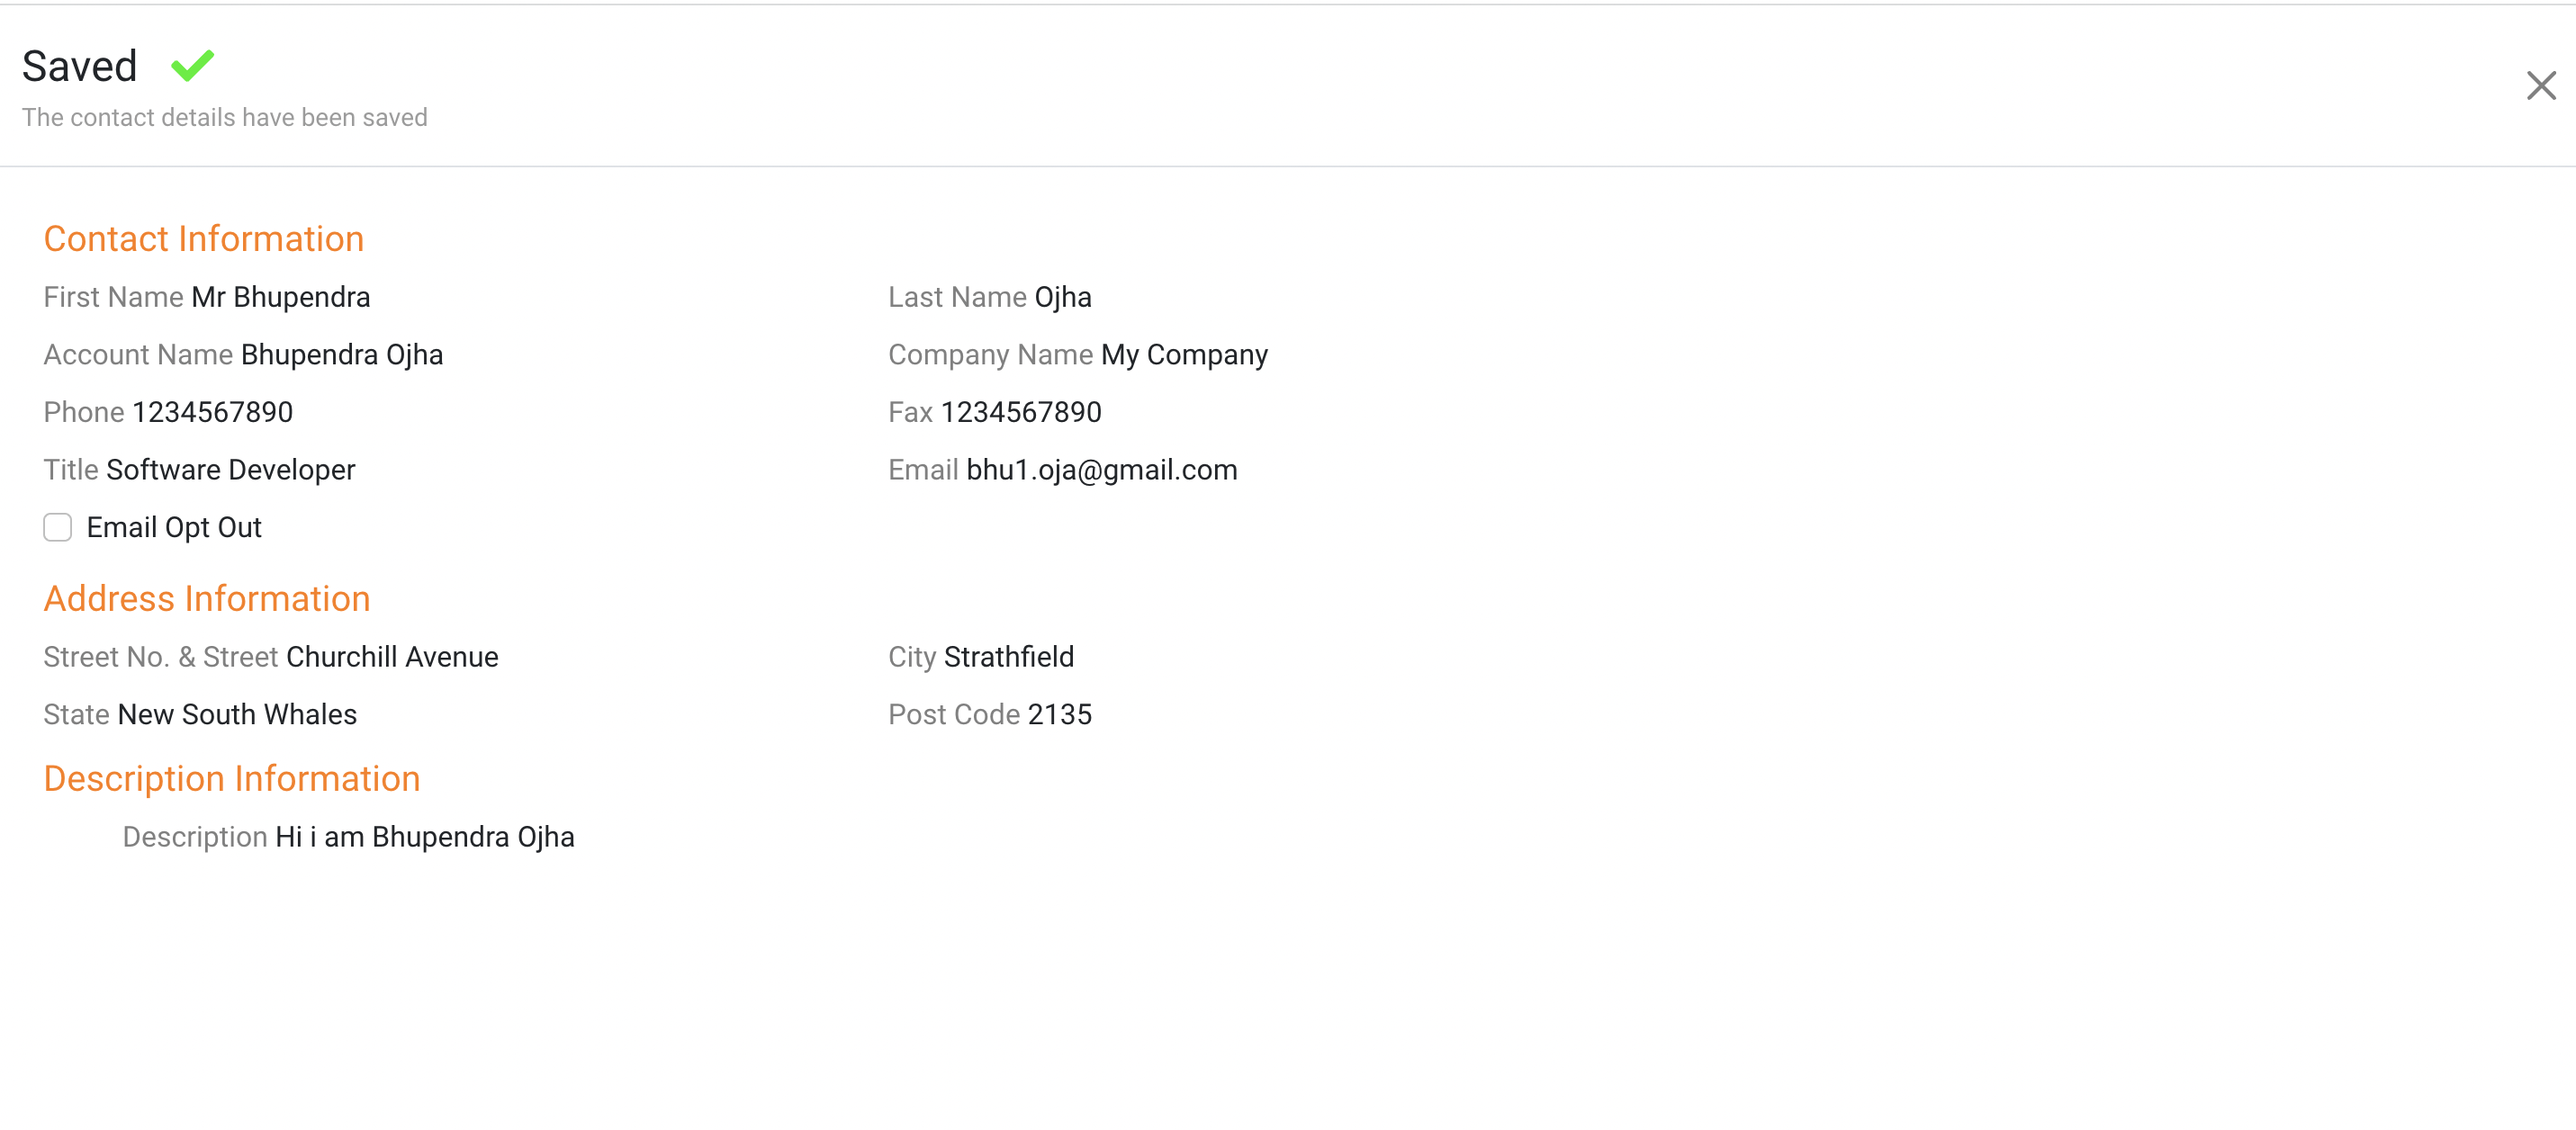 Saved
The contact details have been saved
Contact Information
First Name Mr Bhupendra
Last Name Ojha
Account Name Bhupendra Ojha
Company Name My Company
Phone 1234567890
Fax 1234567890
Title Software Developer
Email bhu1.oja@gmail.com
Email Opt Out
Address Information
Street No. & Street Churchill Avenue
City Strathfield
State New South Whales
Post Code 2135
Description Information
Description Hi i am Bhupendra Ojha